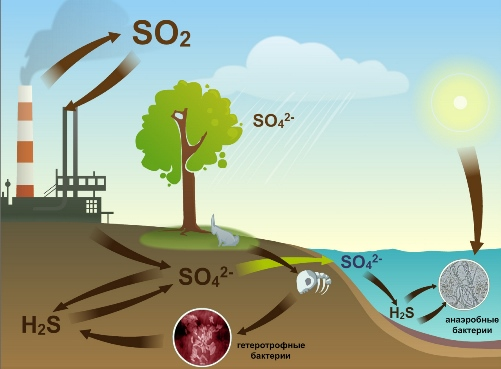 SO2
SO4²⁻
SO4²⁻
SO4²⁻
H2S
H2S
анаэробные
бактерии
гетеротрофные
бактерии